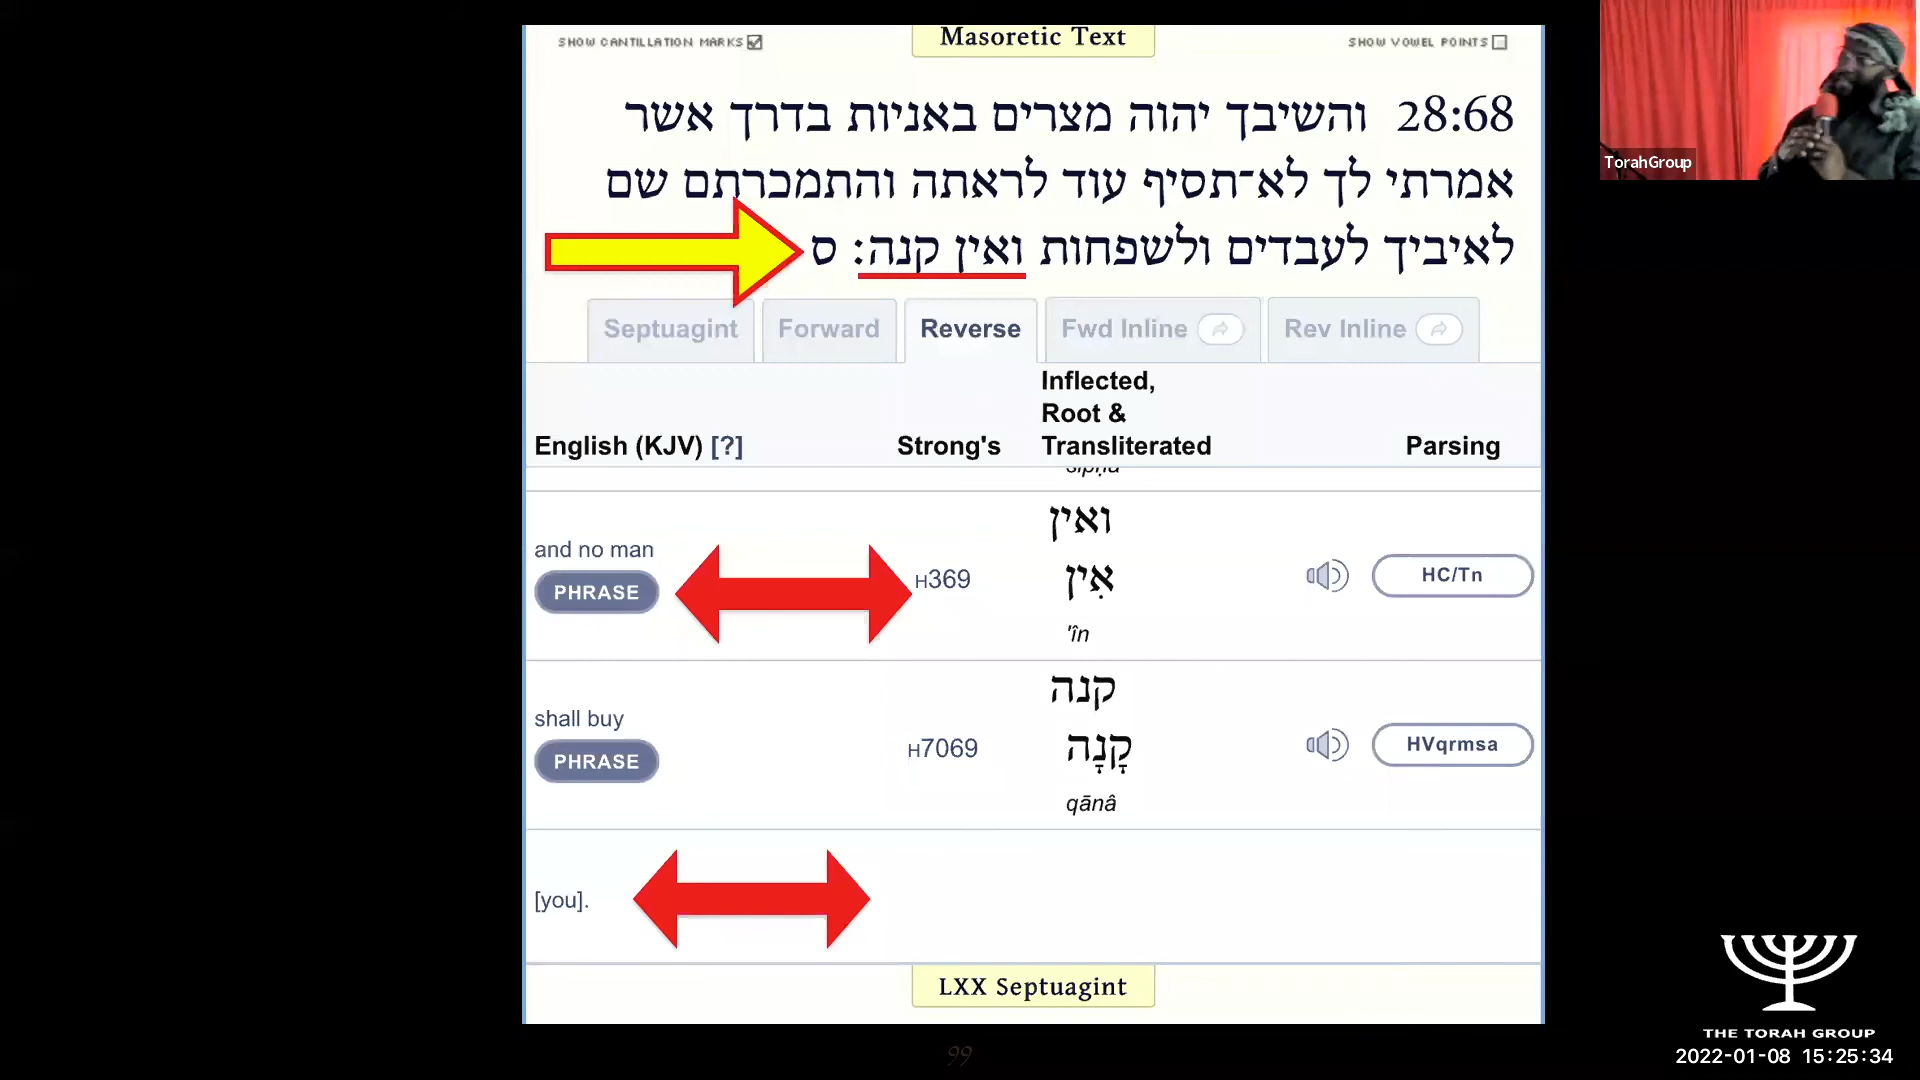 Masoretic Text
SHOW CANTILLATION MARKS
SHOW VOWEL POINTS
28:68 והשיבך יהוה מצרים באניות בדרך אשר
אמרתי לך לא־תסיף עוד לראתה והתמכרתם שם
לאיביך לעבדים ולשפחות ואין קנה׃ ס
Septuagint Forward Reverse Fwd Inline Rev Inline
English (KJV) [?]
Strong's
Inflected,
Root &
Transliterated
Parsing
and no man
PHRASE
H369
ואין
אִין
'în
HC/Tn
shall buy
PHRASE
H7069
קנה
קָנָה
qānâ
HVqrmsa
[you].
LXX Septuagint
99
TorahGroup
THE TORAH GROUP
2022-01-08 15:25:34